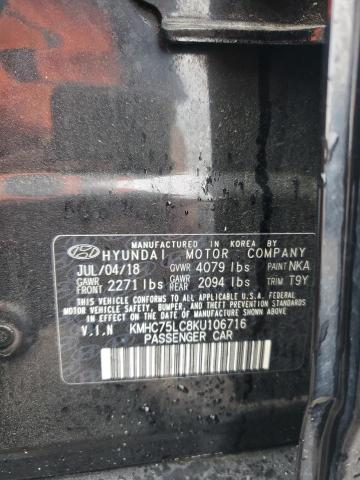 MANUFACTURED IN KOREA BY
HYUNDAI MOTOR COMPANY
JUL/04/18 GVWR 4079 lbs PAINT NKA
GAWR FRONT 2271 lbs GAWR REAR 2094 lbs TRIM T9Y
THIS VEHICLE CONFORMS TO ALL APPLICABLE U.S.A. FEDERAL
MOTOR VEHICLE SAFETY, BUMPER, AND THEFT PREVENTION
STANDARDS IN EFFECT ON THE DATE OF MANUFACTURE SHOWN ABOVE.
V.I.N KMHC75LC8KU106716
PASSENGER CAR